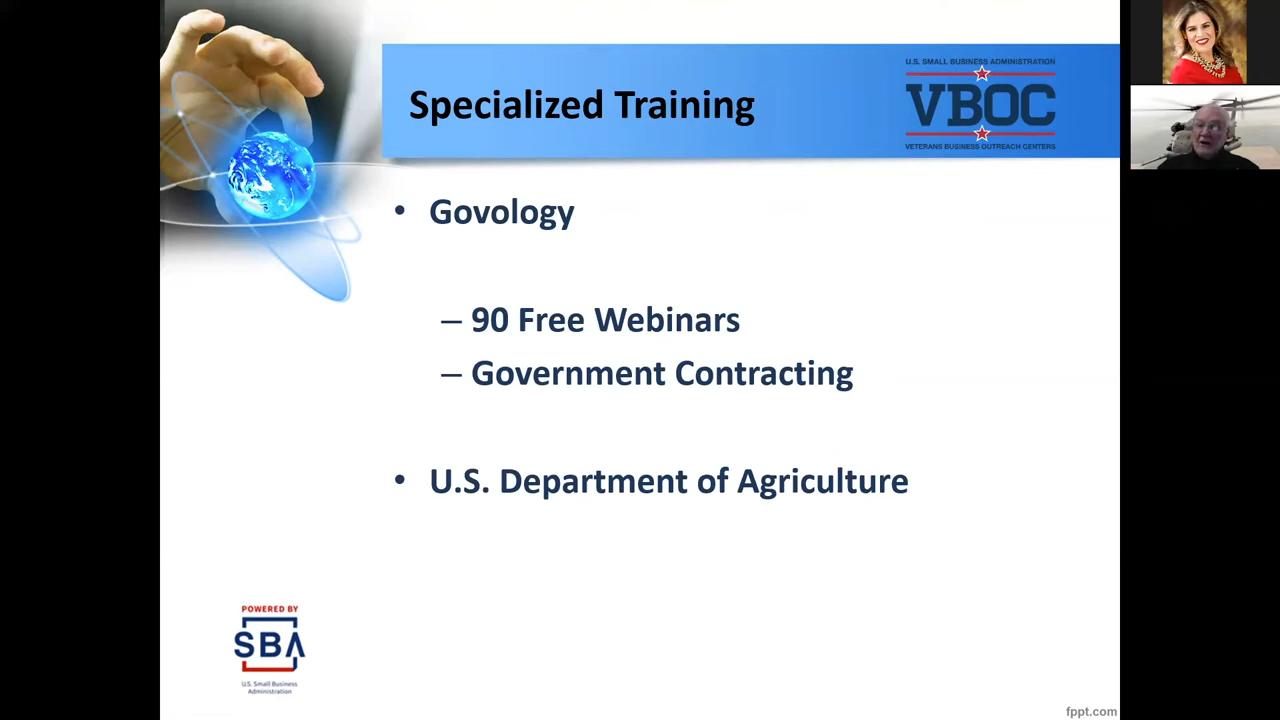 Specialized Training
U.S. SMALL BUSINESS ADMINISTRATION
VBOC
VETERANS BUSINESS OUTREACH CENTERS
• Govology
– 90 Free Webinars
– Government Contracting
• U.S. Department of Agriculture
POWERED BY
SBA
U.S. Small Business
Administration
fppt.com